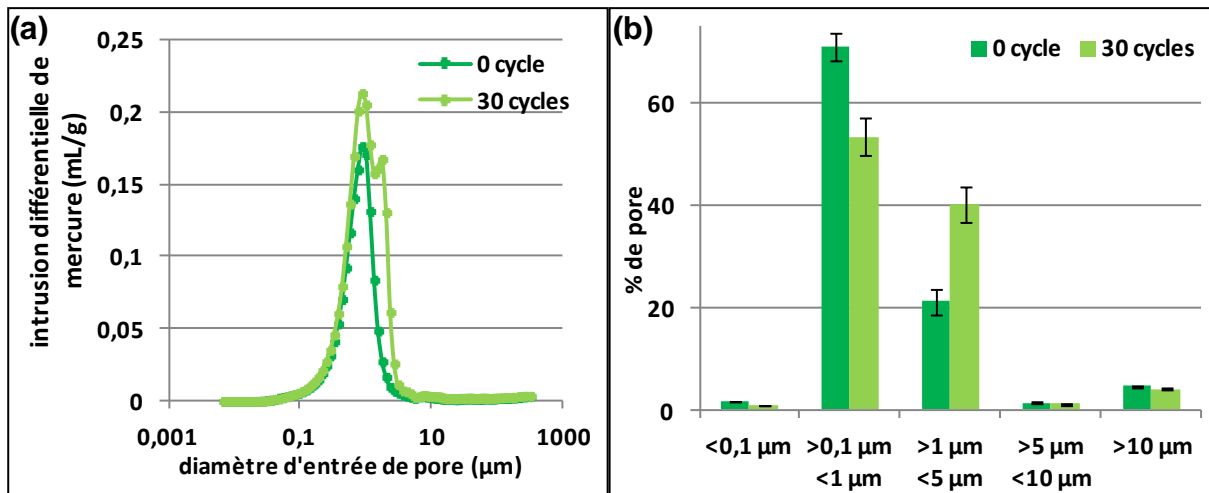 (a)
intrusion différentielle de
mercure (mL/g)
0,25
0,2
0,15
0,1
0,05
0
0 cycle
30 cycles
0,001
0,1
10
1000
diamètre d'entrée de pore (µm)
(b)
% de pore
60
40
20
0
0 cycle
30 cycles
<0,1 µm
>0,1 µm
<1 µm
>1 µm
<5 µm
>5 µm
<10 µm
>10 µm